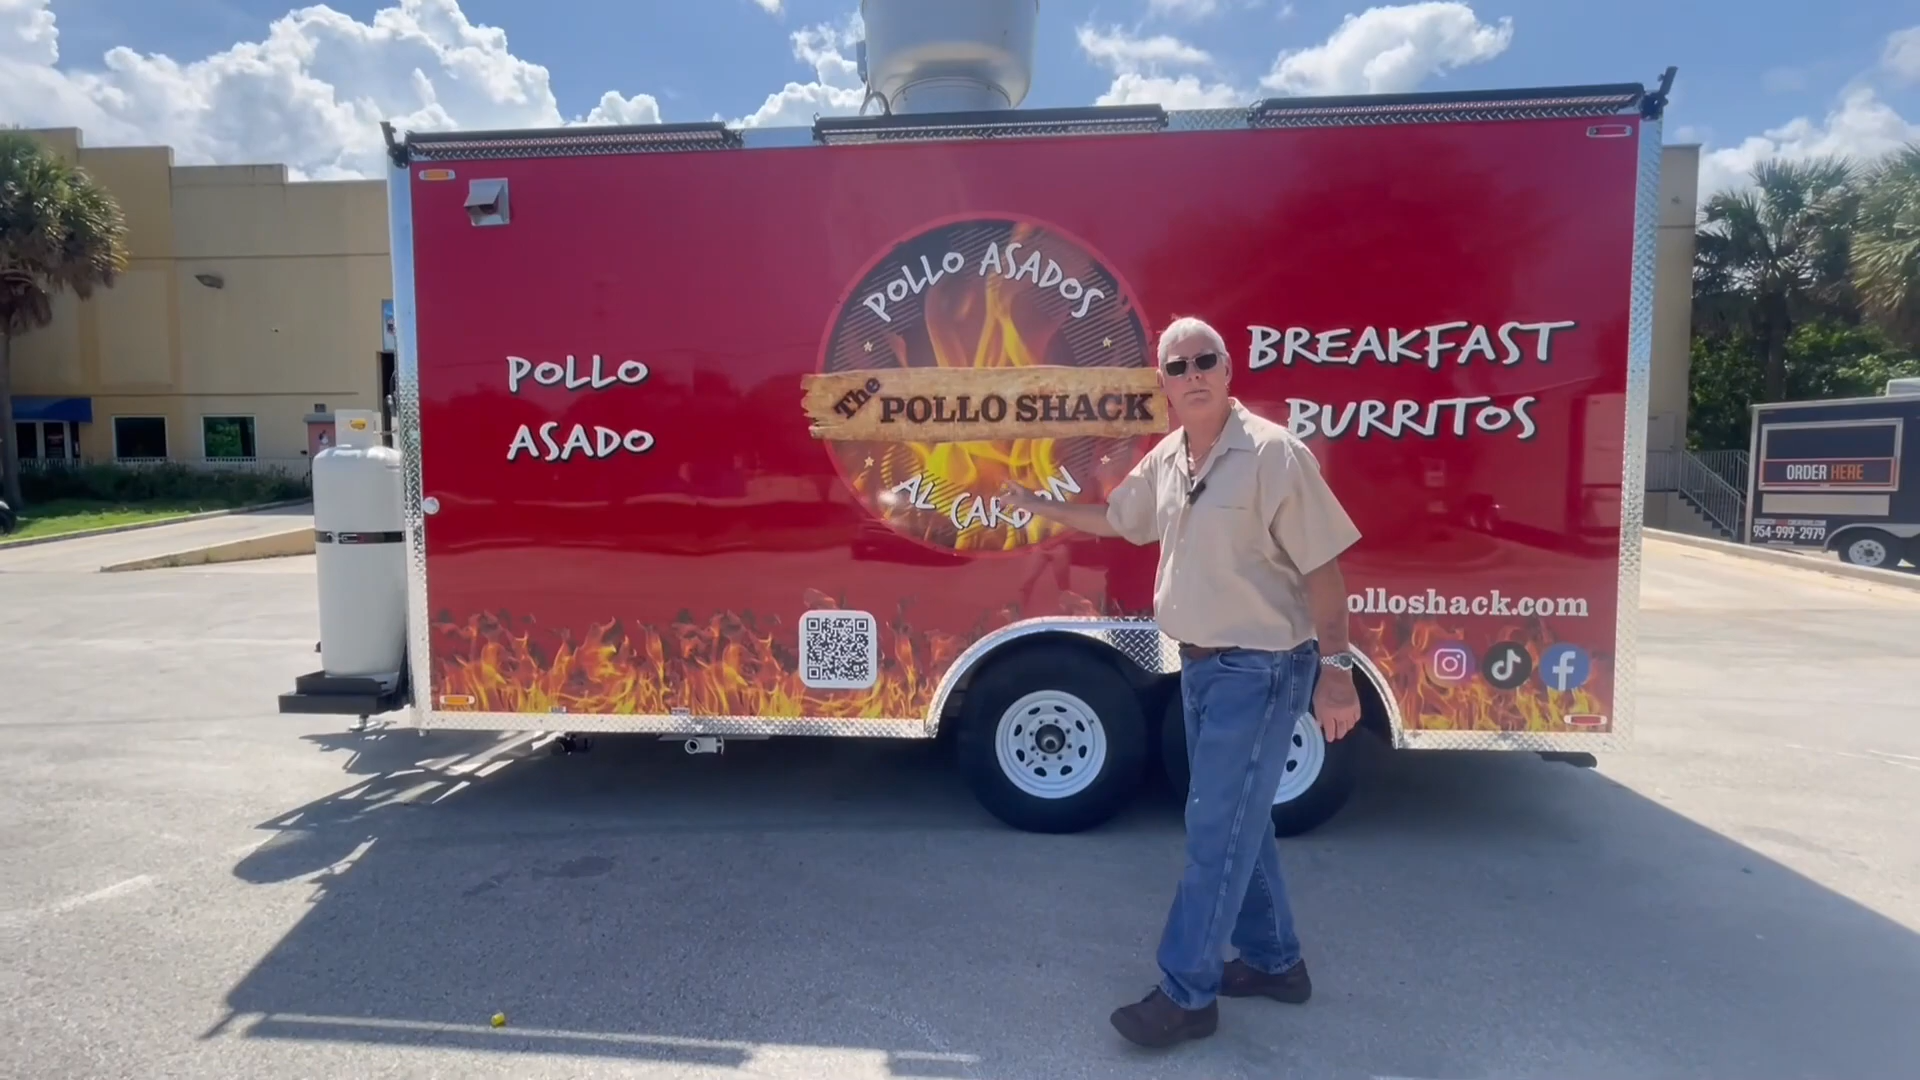 POLLO ASADOS
The POLLO SHACK
AL CARBON
POLLO
ASADO
BREAKFAST
BURRITOS
olloshack.com
ORDER HERE
954-999-2979